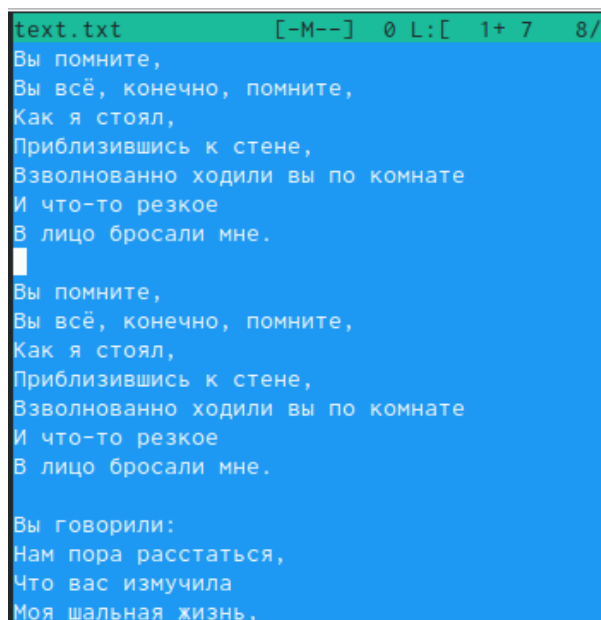 text.txt [-M--] 0 L:[ 1+ 7 8/
Вы помните,
Вы всё, конечно, помните,
Как я стоял,
Приблизившись к стене,
Взволнованно ходили вы по комнате
И что-то резкое
В лицо бросали мне.
Вы помните,
Вы всё, конечно, помните,
Как я стоял,
Приблизившись к стене,
Взволнованно ходили вы по комнате
И что-то резкое
В лицо бросали мне.
Вы говорили:
Нам пора расстаться,
Что вас измучила
Моя шальная жизнь,